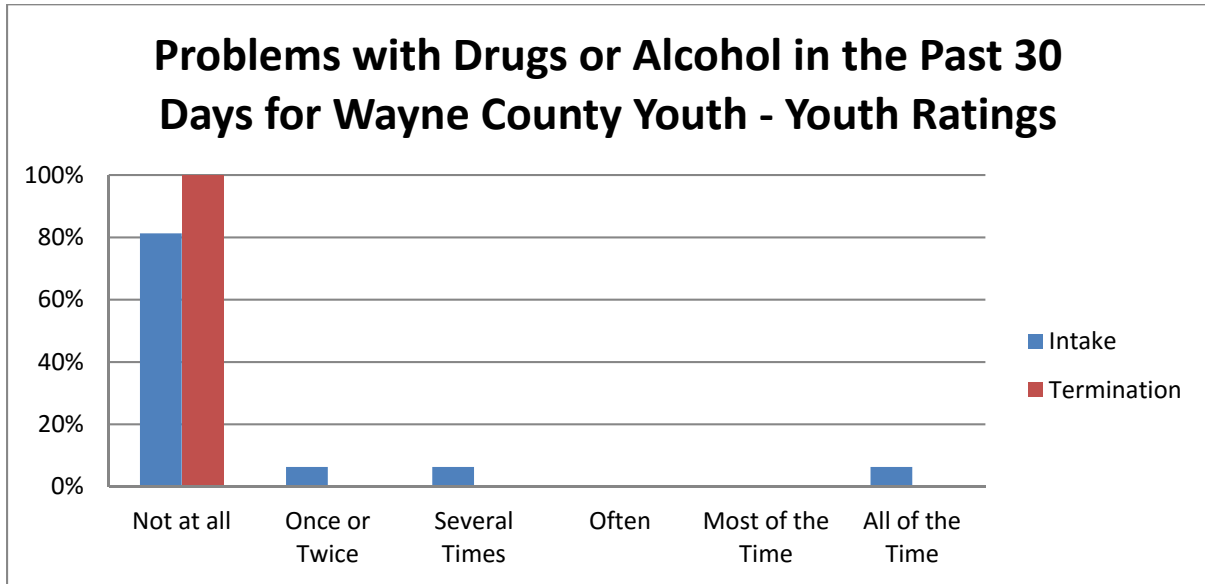 Problems with Drugs or Alcohol in the Past 30
Days for Wayne County Youth - Youth Ratings
100%
80%
60%
40%
20%
0%
Not at all
Once or
Twice
Several
Times
Often
Most of the
Time
All of the
Time
Intake
Termination